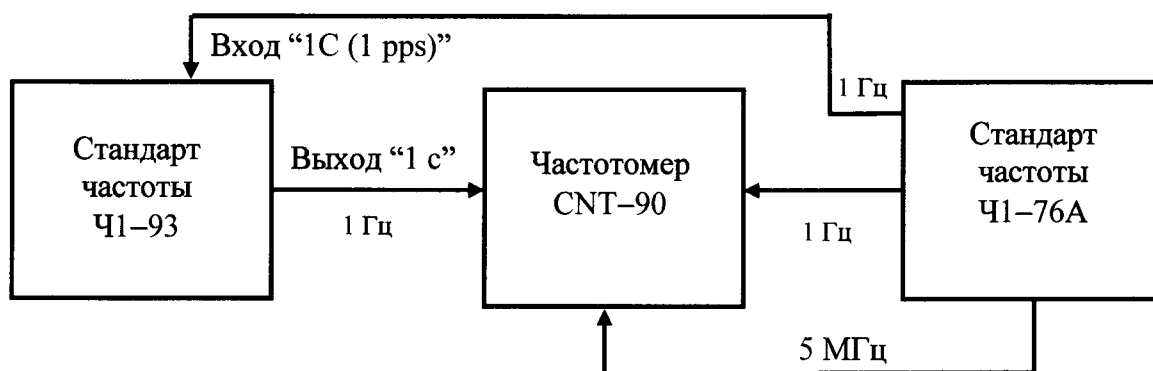 Вход “1С (1 pps)”
1 Гц
Стандарт
частоты
Ч1–93
Выход “1 с”
1 Гц
Частотомер
CNT–90
1 Гц
Стандарт
частоты
Ч1–76А
5 МГц